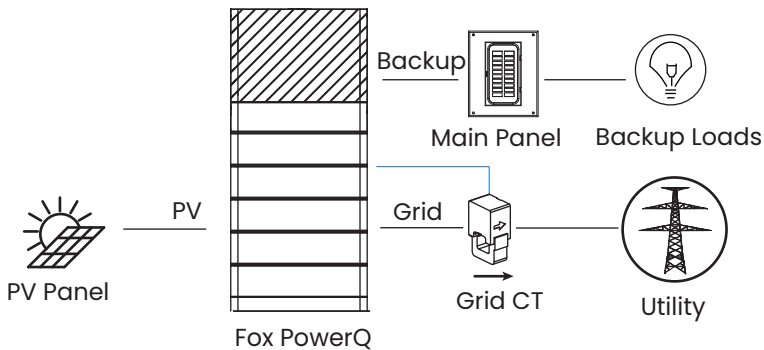 Backup
Main Panel
Backup Loads
PV
Grid
PV Panel
Grid CT
Utility
Fox PowerQ